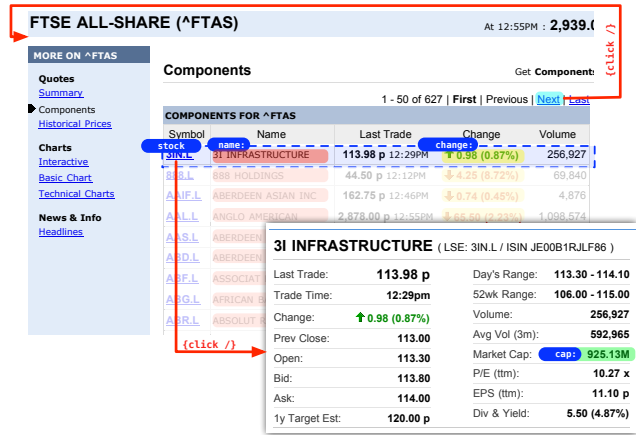 FTSE ALL-SHARE (^FTAS)
At 12:55PM : 2,939.0
{click /}
MORE ON ^FTAS
Quotes
Summary
Components
Historical Prices
Charts
Interactive
Basic Chart
Technical Charts
News & Info
Headlines
Components
Get Components
1 - 50 of 627 | First | Previous | Next | Last
COMPONENTS FOR ^FTAS
Symbol Name Last Trade Change Volume
stock name: change:
3IN.L 3I INFRASTRUCTURE 113.98 p 12:29PM 0.98 (0.87%) 256,927
888.L 888 HOLDINGS 44.50 p 12:12PM 4.25 (8.72%) 69,840
AAIF.L ABERDEEN ASIAN INC 162.75 p 12:46PM 0.74 (0.45%) 4,876
AAL.L ANGLO AMERICAN 2,878.00 p 12:55PM 65.50 (2.23%) 1,098,574
AAS.L ABERDEEN
ABD.L ABERDEEN
ABF.L ASSOCIAT
ABG.L AFRICAN B
ABR.L ABSOLUT R
{click /}
3I INFRASTRUCTURE ( LSE: 3IN.L / ISIN JE00B1RJLF86 )
Last Trade: 113.98 p
Trade Time: 12:29pm
Change: 0.98 (0.87%)
Prev Close: 113.00
Open: 113.30
Bid: 113.80
Ask: 114.00
1y Target Est: 120.00 p
Day's Range: 113.30 - 114.10
52wk Range: 106.00 - 115.00
Volume: 256,927
Avg Vol (3m): 592,965
Market Cap: cap: 925.13M
P/E (ttm): 10.27 x
EPS (ttm): 11.10 p
Div & Yield: 5.50 (4.87%)